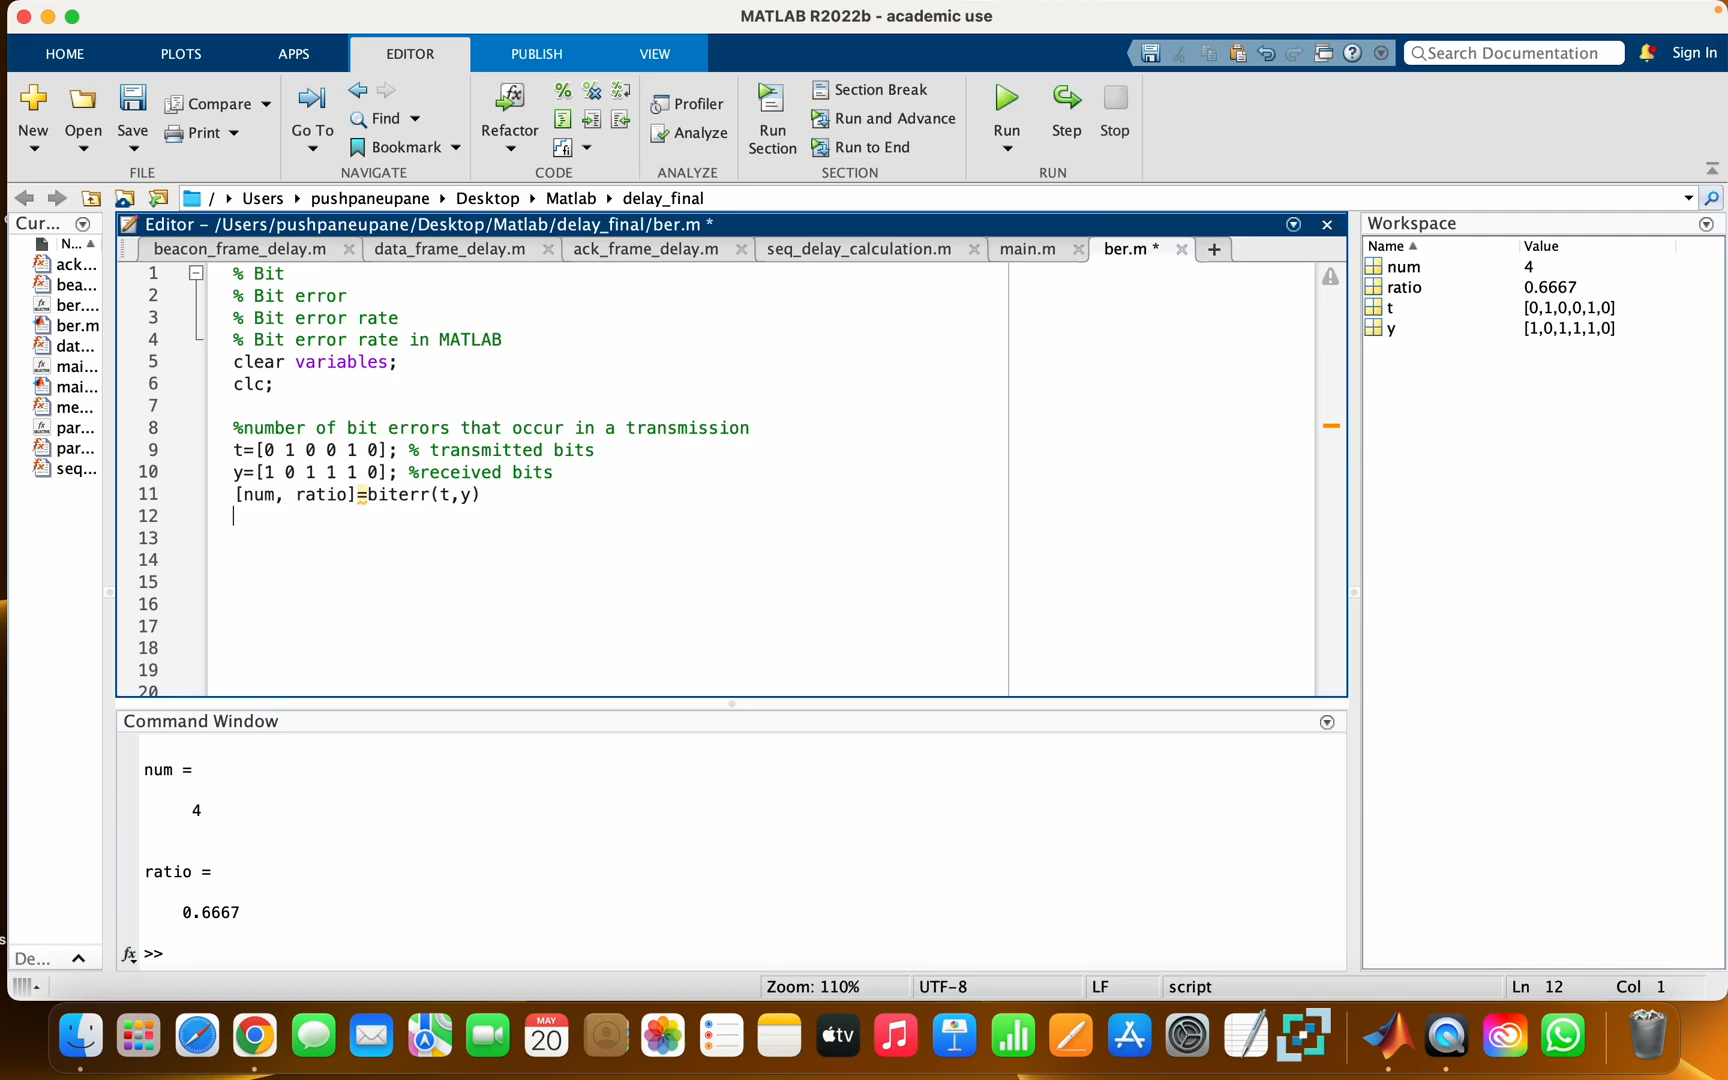 MATLAB R2022b - academic use
HOME PLOTS APPS EDITOR PUBLISH VIEW Search Documentation Sign In
New Open Save Compare Print FILE
Go To Find Bookmark NAVIGATE
Refactor CODE
Profiler Analyze ANALYZE
Run Section Section Break Run and Advance Run to End SECTION
Run Step Stop RUN
/ Users pushpaneupane Desktop Matlab delay_final
Cur...
N...
ack...
bea...
ber....
ber.m
dat...
mai...
mai...
me...
par...
par...
seq...
De...
Editor – /Users/pushpaneupane/Desktop/Matlab/delay_final/ber.m *
beacon_frame_delay.m data_frame_delay.m ack_frame_delay.m seq_delay_calculation.m main.m ber.m * +
1 % Bit
2 % Bit error
3 % Bit error rate
4 % Bit error rate in MATLAB
5 clear variables;
6 clc;
7
8 %number of bit errors that occur in a transmission
9 t=[0 1 0 0 1 0]; % transmitted bits
10 y=[1 0 1 1 1 0]; %received bits
11 [num, ratio]=biterr(t,y)
12
13
14
15
16
17
18
19
20
Command Window
num =
4
ratio =
0.6667
fx >>
Workspace
Name Value
num 4
ratio 0.6667
t [0,1,0,0,1,0]
y [1,0,1,1,1,0]
Zoom: 110% UTF-8 LF script Ln 12 Col 1
MAY
20
tv